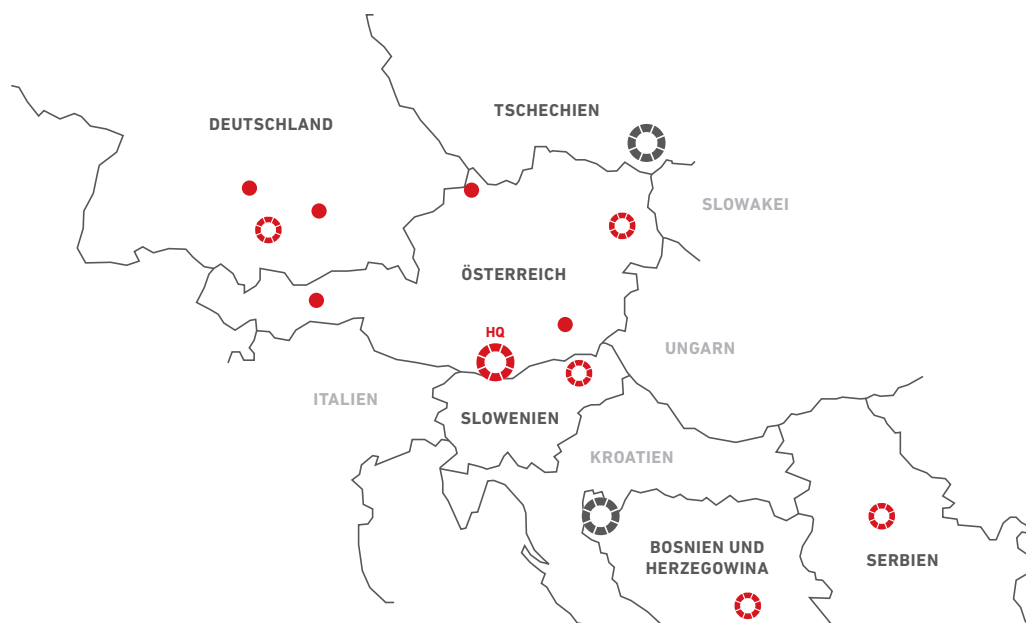 TSCHECHIEN
DEUTSCHLAND
SLOWAKEI
ÖSTERREICH
HQ
UNGARN
ITALIEN
SLOWENIEN
KROATIEN
BOSNIEN UND
HERZEGOWINA
SERBIEN